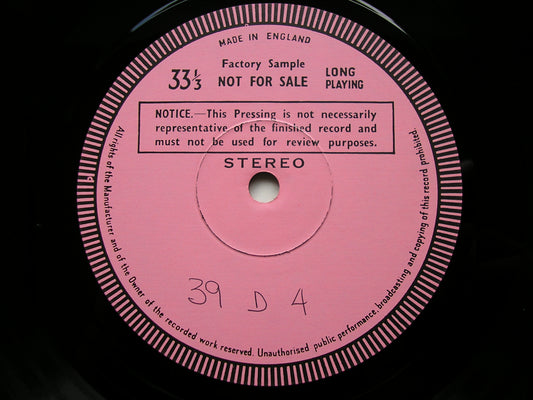 MADE IN ENGLAND
Factory Sample
33⅓ NOT FOR SALE LONG PLAYING
NOTICE.—This Pressing is not necessarily
representative of the finished record and
must not be used for review purposes.
STEREO
39 D 4
All rights of the Manufacturer and of the Owner of the recorded work reserved. Unauthorised public performance, broadcasting and copying of this record prohibited.